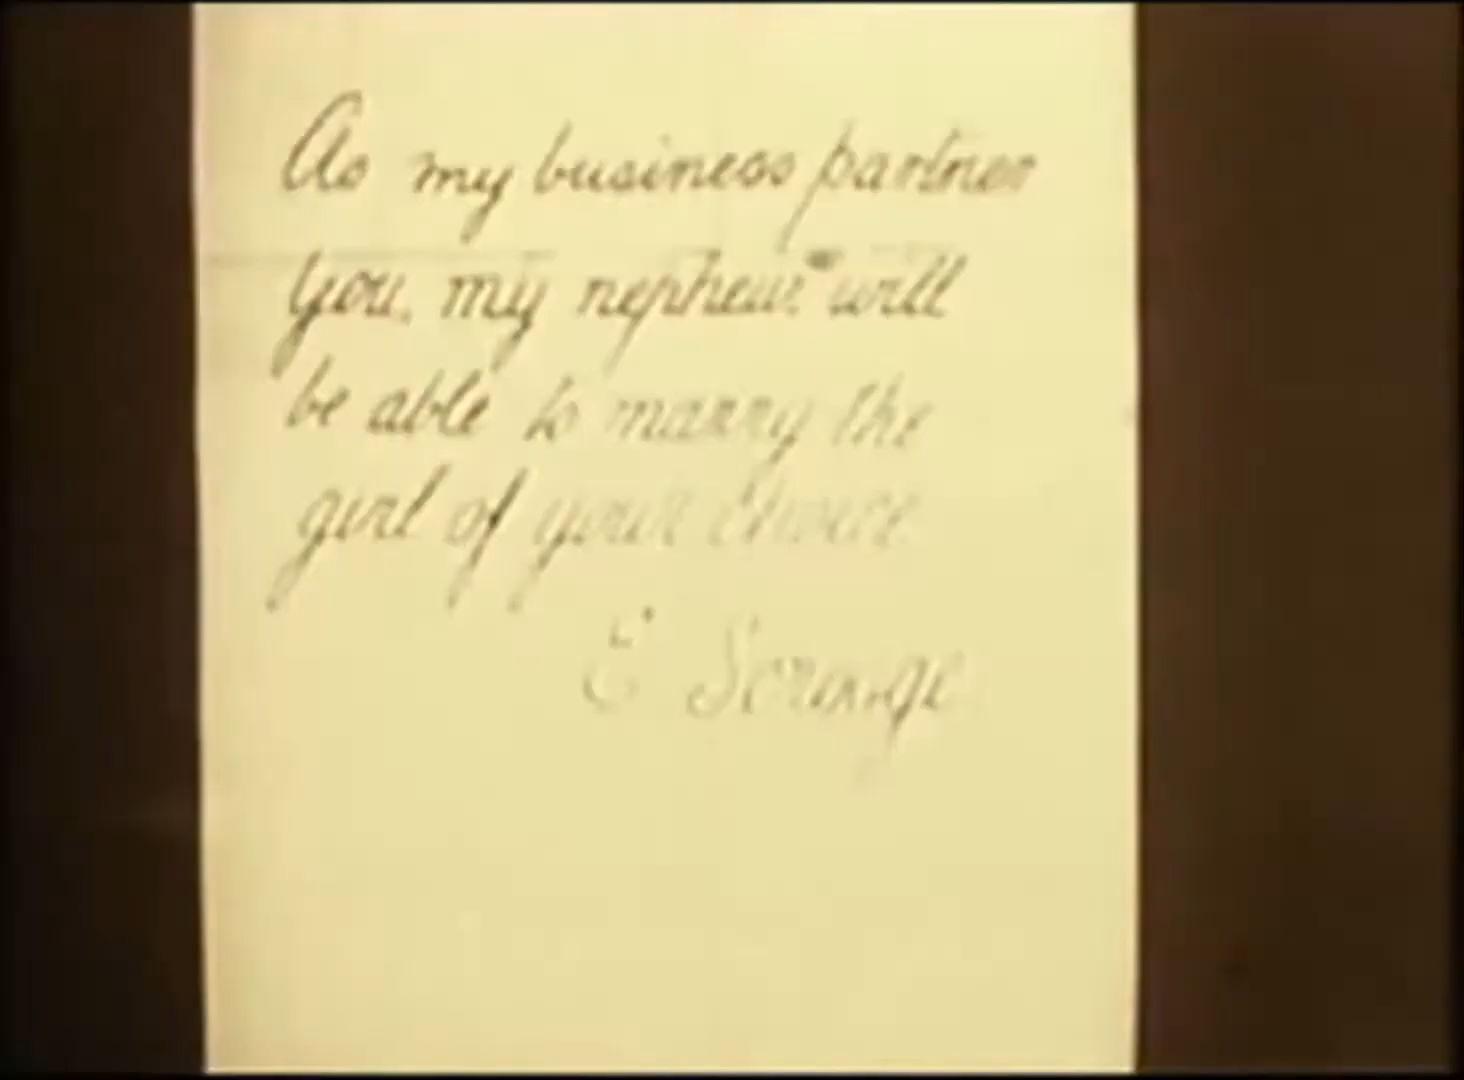 As my business partner
you, my nephew, will
be able to marry the
girl of your choice.
E Scrooge